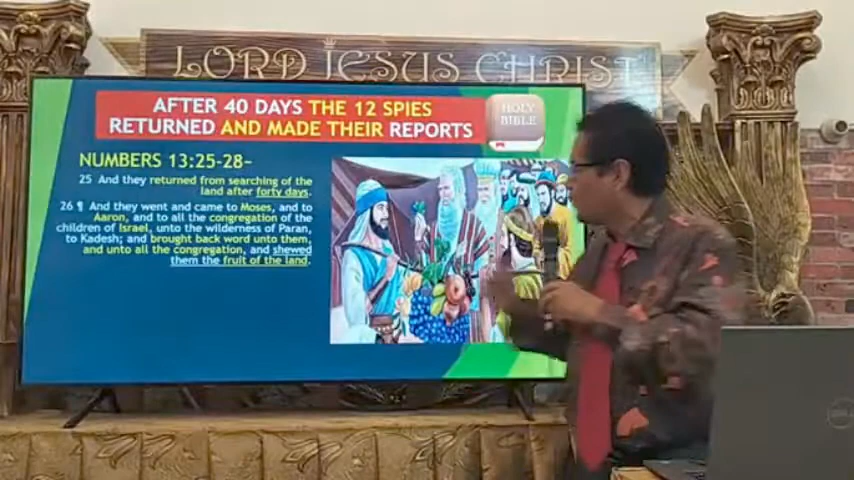 LORD JESUS CHRIST
AFTER 40 DAYS THE 12 SPIES
RETURNED AND MADE THEIR REPORTS
HOLY
BIBLE
NUMBERS 13:25-28~
25 And they returned from searching of the
land after forty days.
26 ¶ And they went and came to Moses, and to
Aaron, and to all the congregation of the
children of Israel, unto the wilderness of Paran,
to Kadesh; and brought back word unto them,
and unto all the congregation, and shewed
them the fruit of the land.
DELL